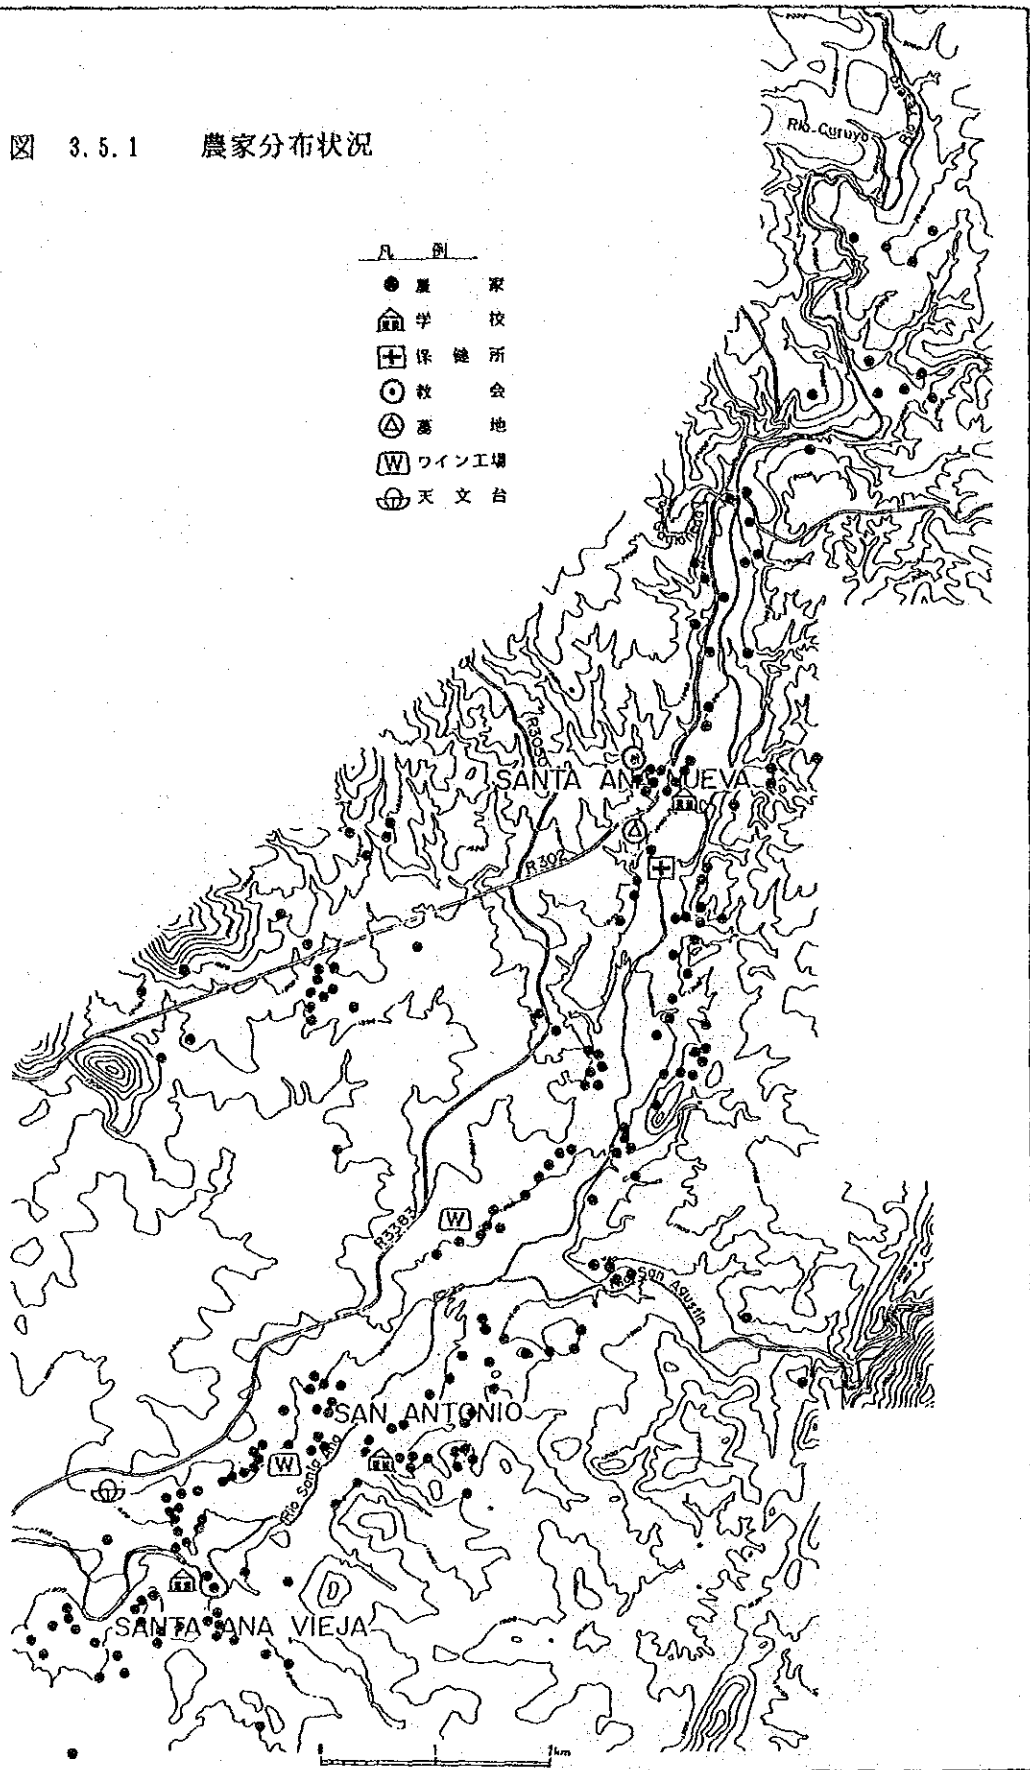 図 3.5.1 農家分布状況
凡 例
農 家
学 校
保 健 所
教 会
墓 地
W ワイン工場
天 文 台
Rio Curuyo
R3050
SANTA ANA NUEVA
R302
R3383
W
Rio San Agustin
SAN ANTONIO
W
Rio Santa Ana
SANTA ANA VIEJA
1km